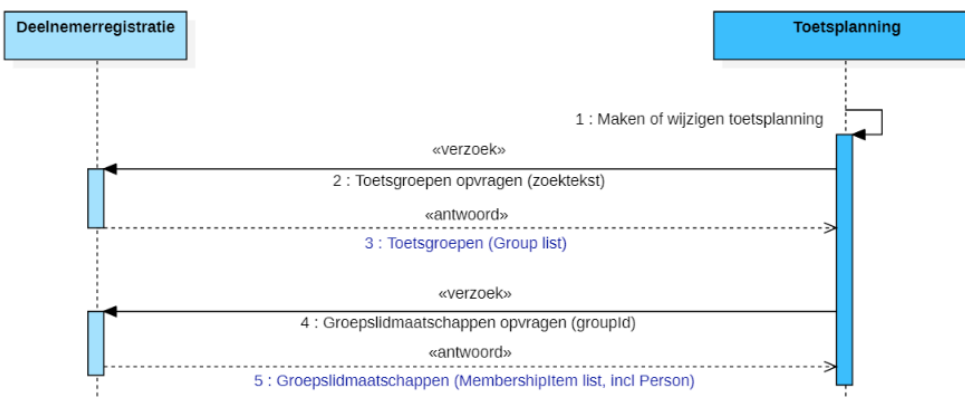 Deelnemerregistratie
Toetsplanning
1 : Maken of wijzigen toetsplanning
«verzoek»
2 : Toetsgroepen opvragen (zoektekst)
«antwoord»
3 : Toetsgroepen (Group list)
«verzoek»
4 : Groepslidmaatschappen opvragen (groupId)
«antwoord»
5 : Groepslidmaatschappen (MembershipItem list, incl Person)